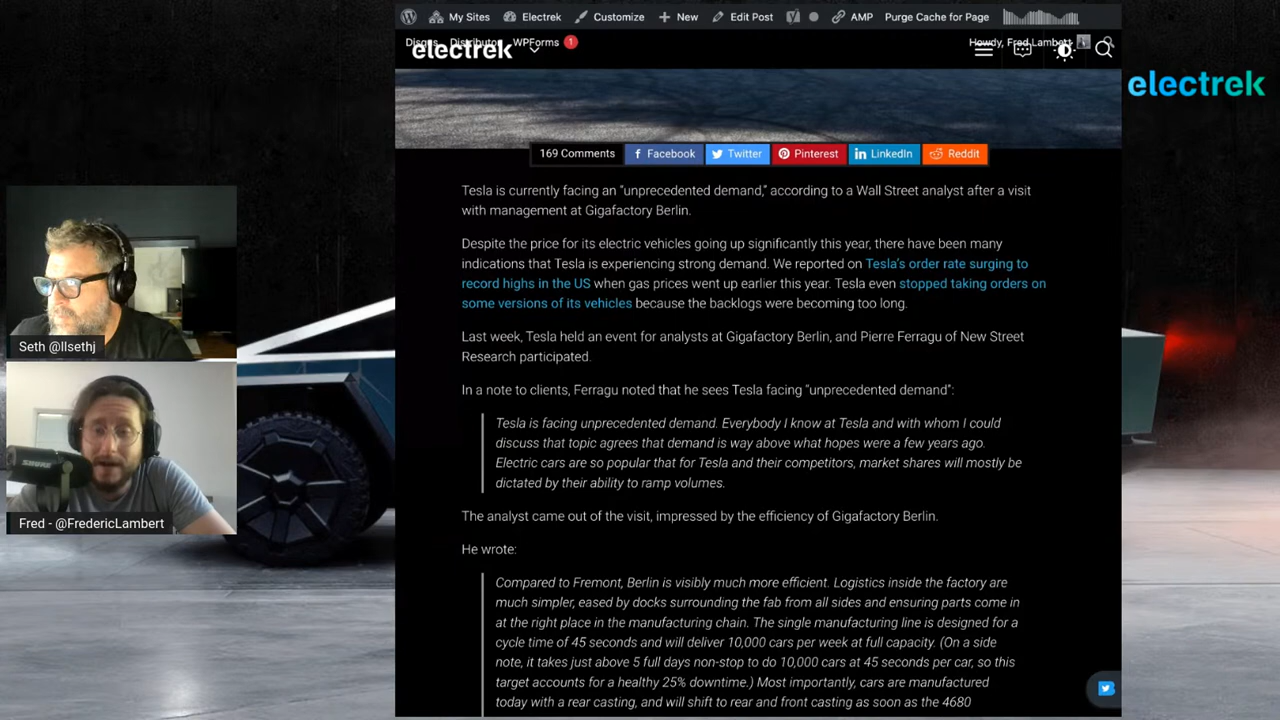 My Sites Electrek Customize New Edit Post AMP Purge Cache for Page
Disqus Distributor WPForms 1 Howdy, Fred Lambert
electrek
electrek
169 Comments Facebook Twitter Pinterest LinkedIn Reddit
Tesla is currently facing an “unprecedented demand,” according to a Wall Street analyst after a visit
with management at Gigafactory Berlin.
Despite the price for its electric vehicles going up significantly this year, there have been many
indications that Tesla is experiencing strong demand. We reported on Tesla's order rate surging to
record highs in the US when gas prices went up earlier this year. Tesla even stopped taking orders on
some versions of its vehicles because the backlogs were becoming too long.
Last week, Tesla held an event for analysts at Gigafactory Berlin, and Pierre Ferragu of New Street
Research participated.
In a note to clients, Ferragu noted that he sees Tesla facing “unprecedented demand”:
Tesla is facing unprecedented demand. Everybody I know at Tesla and with whom I could
discuss that topic agrees that demand is way above what hopes were a few years ago.
Electric cars are so popular that for Tesla and their competitors, market shares will mostly be
dictated by their ability to ramp volumes.
The analyst came out of the visit, impressed by the efficiency of Gigafactory Berlin.
He wrote:
Compared to Fremont, Berlin is visibly much more efficient. Logistics inside the factory are
much simpler, eased by docks surrounding the fab from all sides and ensuring parts come in
at the right place in the manufacturing chain. The single manufacturing line is designed for a
cycle time of 45 seconds and will deliver 10,000 cars per week at full capacity. (On a side
note, it takes just above 5 full days non-stop to do 10,000 cars at 45 seconds per car, so this
target accounts for a healthy 25% downtime.) Most importantly, cars are manufactured
today with a rear casting, and will shift to rear and front casting as soon as the 4680
Seth @llsethj
SHURE
Fred - @FredericLambert